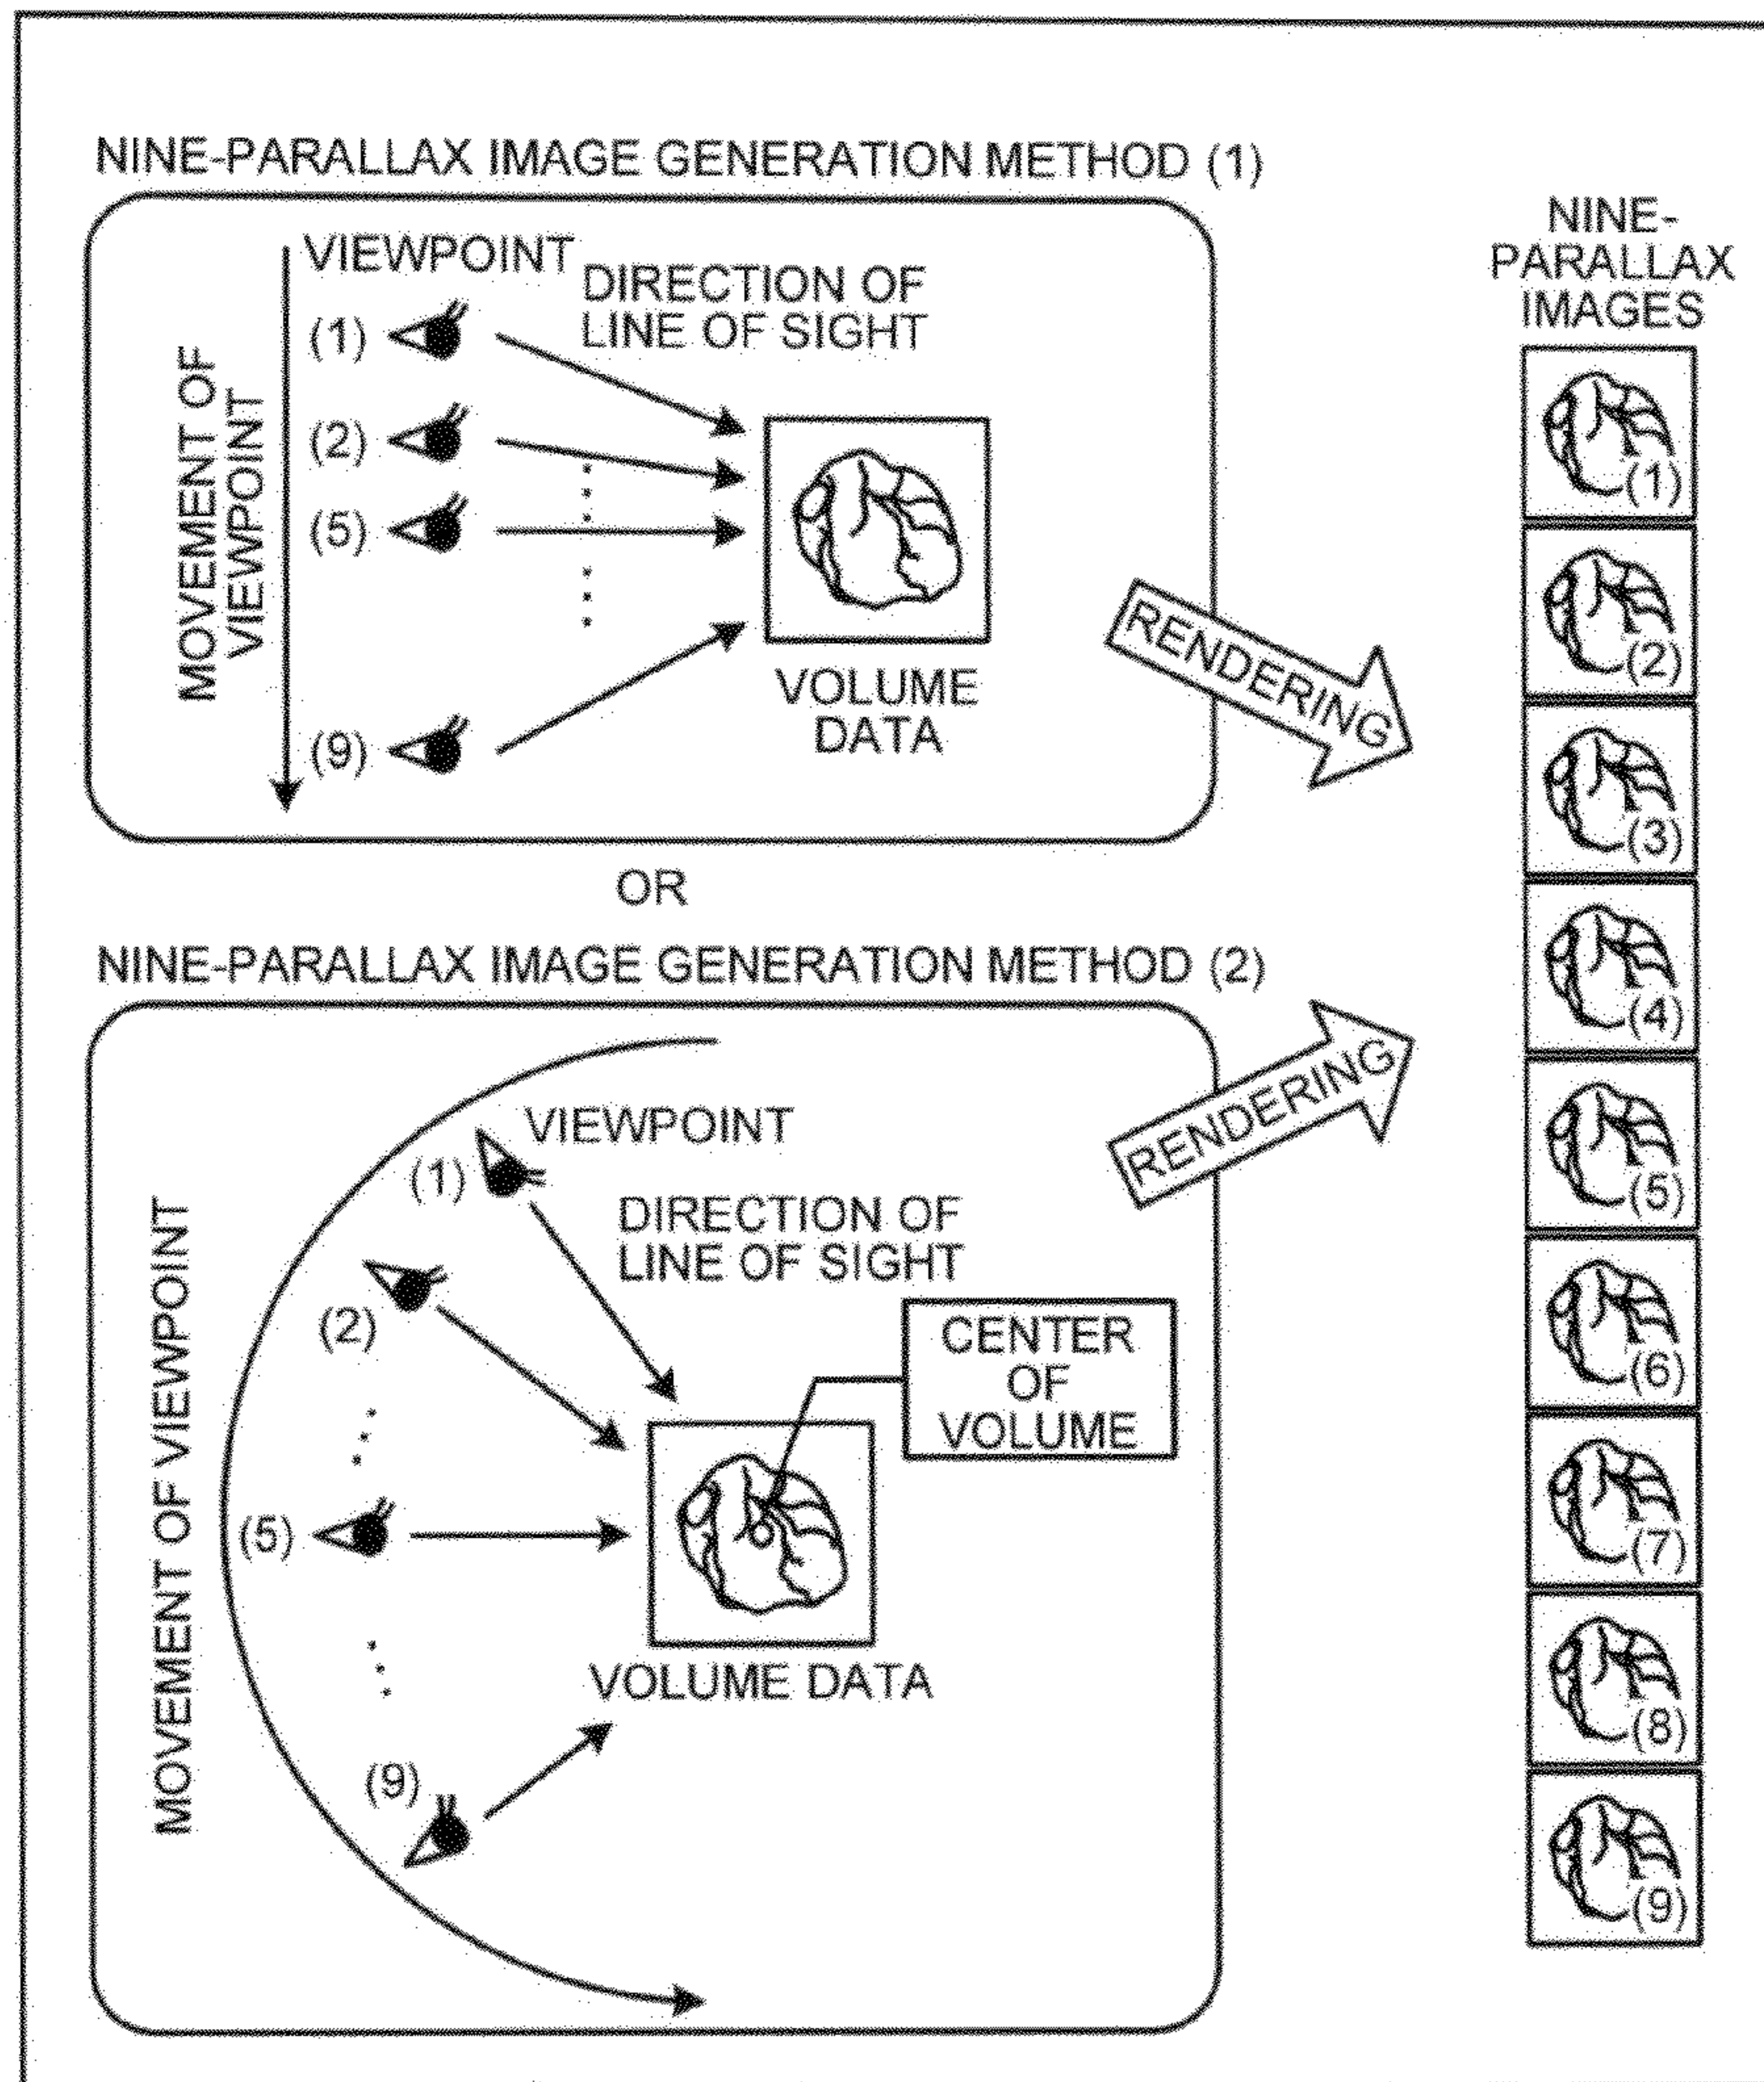 NINE-PARALLAX IMAGE GENERATION METHOD (1)
VIEWPOINT
DIRECTION OF
LINE OF SIGHT
MOVEMENT OF
VIEWPOINT
(1)
(2)
(5)
(9)
VOLUME
DATA
RENDERING
OR
NINE-PARALLAX IMAGE GENERATION METHOD (2)
VIEWPOINT
(1)
DIRECTION OF
LINE OF SIGHT
MOVEMENT OF VIEWPOINT
(2)
CENTER
OF
VOLUME
(5)
VOLUME DATA
(9)
RENDERING
NINE-
PARALLAX
IMAGES
(1)
(2)
(3)
(4)
(5)
(6)
(7)
(8)
(9)